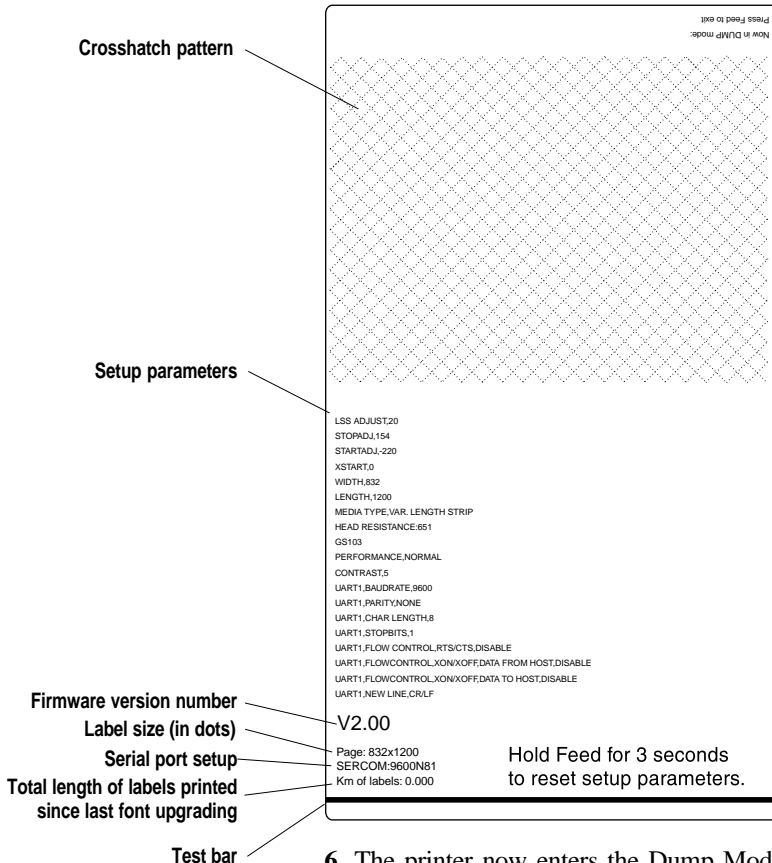 Press Feed to exit
Now in DUMP mode:
Crosshatch pattern
Setup parameters
LSS ADJUST,20
STOPADJ,154
STARTADJ,-220
XSTART,0
WIDTH,832
LENGTH,1200
MEDIA TYPE,VAR. LENGTH STRIP
HEAD RESISTANCE:651
GS103
PERFORMANCE,NORMAL
CONTRAST,5
UART1,BAUDRATE,9600
UART1,PARITY,NONE
UART1,CHAR LENGTH,8
UART1,STOPBITS,1
UART1,FLOW CONTROL,RTS/CTS,DISABLE
UART1,FLOWCONTROL,XON/XOFF,DATA FROM HOST,DISABLE
UART1,FLOWCONTROL,XON/XOFF,DATA TO HOST,DISABLE
UART1,NEW LINE,CR/LF
Firmware version number
V2.00
Label size (in dots)
Page: 832x1200
Serial port setup
SERCOM:9600N81
Total length of labels printed
since last font upgrading
Km of labels: 0.000
Hold Feed for 3 seconds
to reset setup parameters.
Test bar
6. The printer now enters the Dump Mod